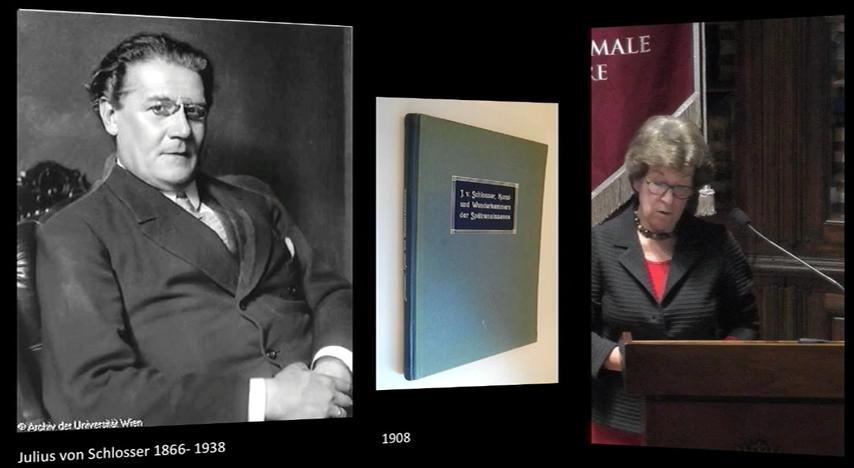 © Archiv der Universität Wien
Julius von Schlosser 1866- 1938
J. v. Schlosser, Kunst-
und Wunderkammern
der Spätrenaissance
1908
MALE
RE